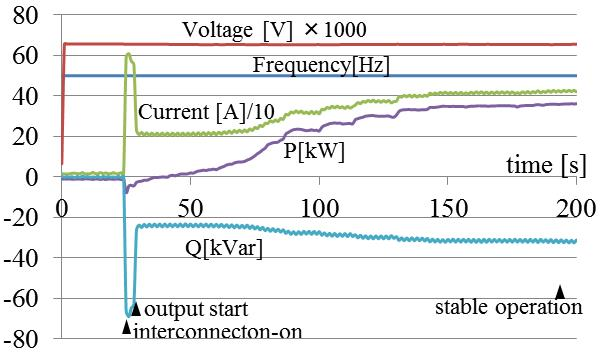 80
Voltage [V] ×1000
60
Frequency[Hz]
40
Current [A]/10
20
P[kW]
time [s]
0
0 50 100 150 200
-20
Q[kVar]
-40
-60
output start
stable operation
interconnecton-on
-80